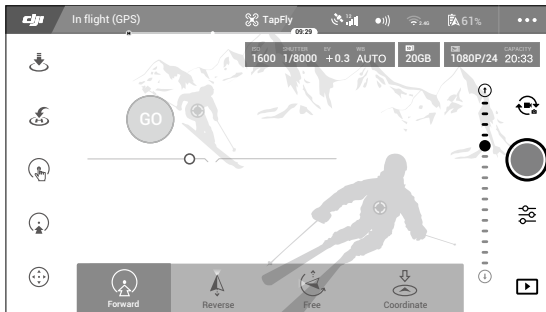 dji In flight (GPS) TapFly 2.4G 61%
09:29
ISO SHUTTER EV WB CAPACITY
1600 1/8000 +0.3 AUTO 20GB 1080P/24 20:33
GO
Forward Reverse Free Coordinate